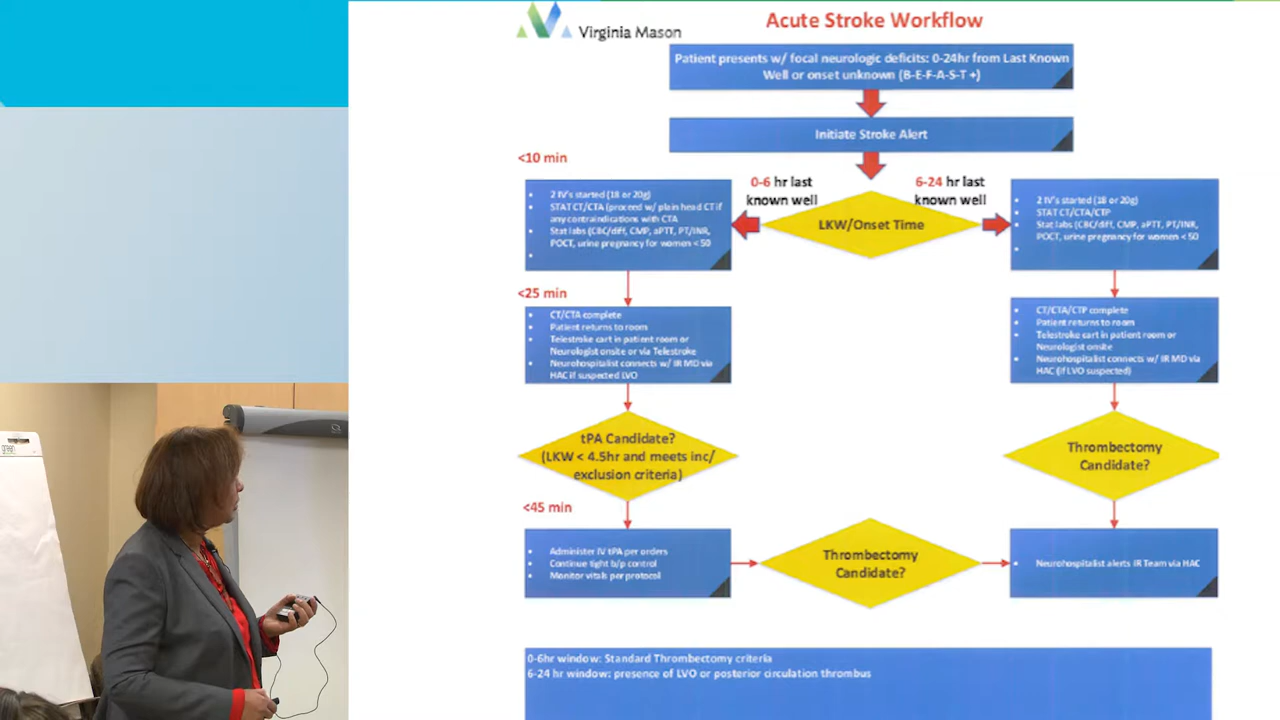 Virginia Mason
Acute Stroke Workflow
Patient presents w/ focal neurologic deficits: 0-24hr from Last Known
Well or onset unknown (B-E-F-A-S-T +)
Initiate Stroke Alert
<10 min
0-6 hr last
known well
6-24 hr last
known well
LKW/Onset Time
2 IV's started (18 or 20g)
STAT CT/CTA (proceed w/ plain head CT if
any contraindications with CTA
Stat labs (CBC/diff, CMP, aPTT, PT/INR,
POCT, urine pregnancy for women < 50
2 IV's started (18 or 20g)
STAT CT/CTA/CTP
Stat labs (CBC/diff, CMP, aPTT, PT/INR,
POCT, urine pregnancy for women < 50
<25 min
CT/CTA complete
Patient returns to room
Telestroke cart in patient room or
Neurologist onsite or via Telestroke
Neurohospitalist connects w/ IR MD via
HAC if suspected LVO
CT/CTA/CTP complete
Patient returns to room
Telestroke cart in patient room or
Neurologist onsite
Neurohospitalist connects w/ IR MD via
HAC (if LVO suspected)
tPA Candidate?
(LKW < 4.5hr and meets inc/
exclusion criteria)
Thrombectomy
Candidate?
<45 min
Administer IV tPA per orders
Continue tight b/p control
Monitor vitals per protocol
Thrombectomy
Candidate?
Neurohospitalist alerts IR Team via HAC
0-6hr window: Standard Thrombectomy criteria
6-24 hr window: presence of LVO or posterior circulation thrombus